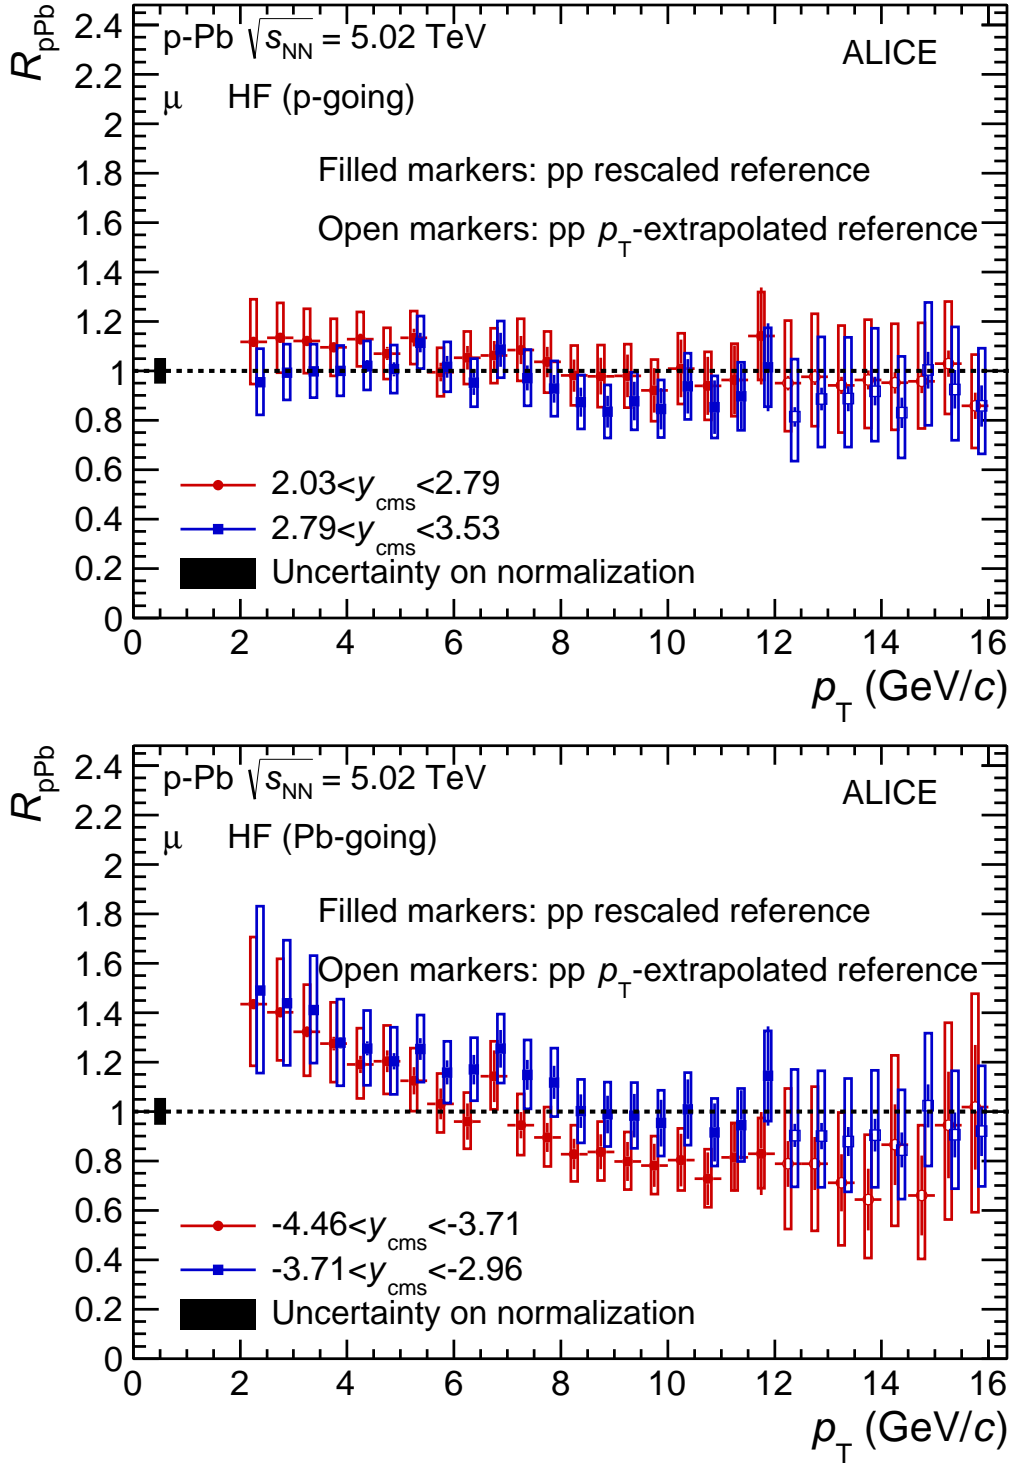 R_pPb
p-Pb √s_NN = 5.02 TeV
ALICE
μ HF (p-going)
Filled markers: pp rescaled reference
Open markers: pp p_T-extrapolated reference
2.4
2.2
2
1.8
1.6
1.4
1.2
1
0.8
0.6
0.4
0.2
0
2.03<y_cms<2.79
2.79<y_cms<3.53
Uncertainty on normalization
0 2 4 6 8 10 12 14 16
p_T (GeV/c)
R_pPb
p-Pb √s_NN = 5.02 TeV
ALICE
μ HF (Pb-going)
Filled markers: pp rescaled reference
Open markers: pp p_T-extrapolated reference
2.4
2.2
2
1.8
1.6
1.4
1.2
1
0.8
0.6
0.4
0.2
0
-4.46<y_cms<-3.71
-3.71<y_cms<-2.96
Uncertainty on normalization
0 2 4 6 8 10 12 14 16
p_T (GeV/c)